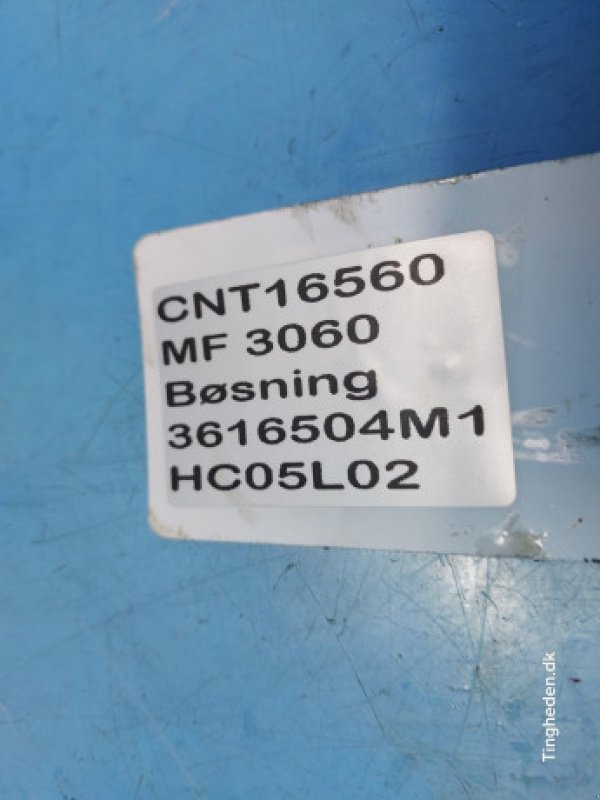 CNT16560
MF 3060
Bøsning
3616504M1
HC05L02
Tingheden.dk